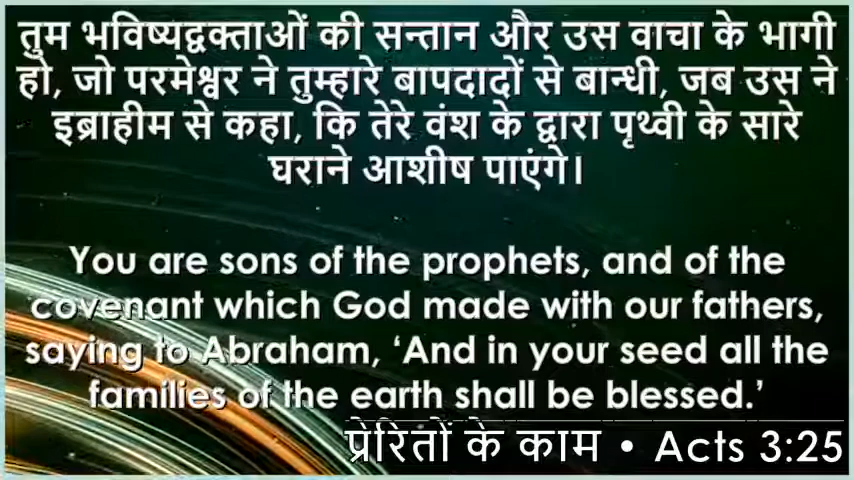 तुम भविष्यद्वक्ताओं की सन्तान और उस वाचा के भागी
हो, जो परमेश्वर ने तुम्हारे बापदादों से बान्धी, जब उस ने
इब्राहीम से कहा, कि तेरे वंश के द्वारा पृथ्वी के सारे
घराने आशीष पाएंगे।
You are sons of the prophets, and of the
covenant which God made with our fathers,
saying to Abraham, ‘And in your seed all the
families of the earth shall be blessed.’
प्रेरितों के काम • Acts 3:25